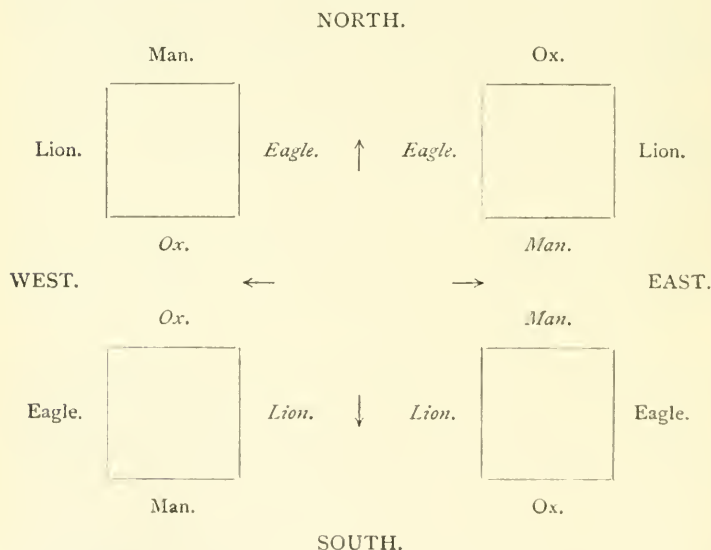 NORTH.
Man. Ox.
Lion. Eagle. ↑ Eagle. Lion.
Ox. Man.
WEST. ← → EAST.
Ox. Man.
Eagle. Lion. ↓ Lion. Eagle.
Man. Ox.
SOUTH.